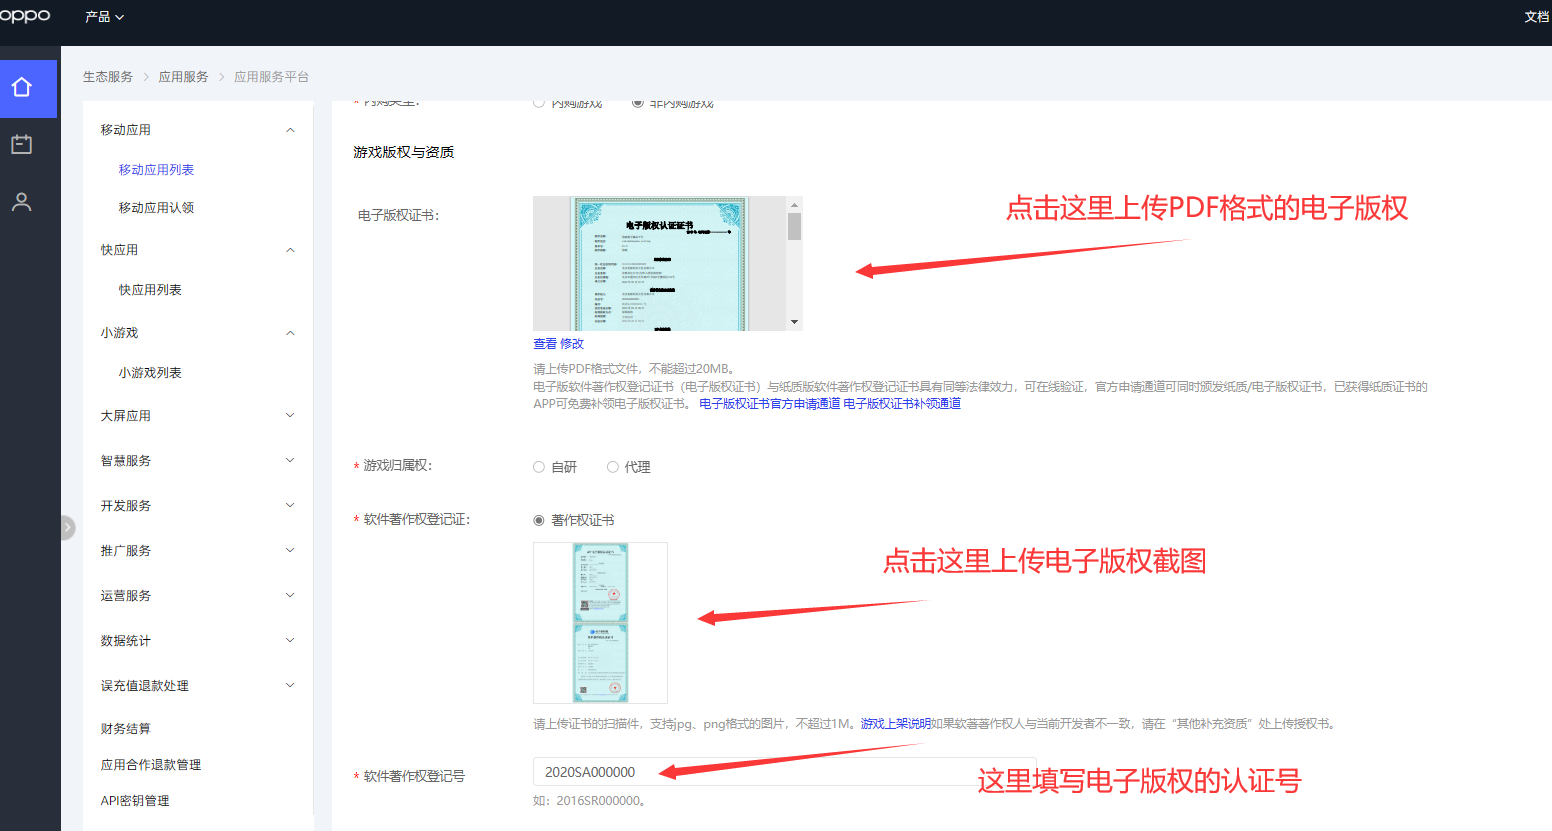 oppo
产品
文档
生态服务 > 应用服务 > 应用服务平台
移动应用
移动应用列表
移动应用认领
快应用
快应用列表
小游戏
小游戏列表
大屏应用
智慧服务
开发服务
推广服务
运营服务
数据统计
误充值退款处理
财务结算
应用合作退款管理
API密钥管理
* 内购类型：
内购游戏 非内购游戏
游戏版权与资质
电子版权证书：
电子版权认证证书
点击这里上传PDF格式的电子版权
查看 修改
请上传PDF格式文件，不能超过20MB。
电子版软件著作权登记证书（电子版权证书）与纸质版软件著作权登记证书具有同等法律效力，可在线验证，官方申请通道可同时颁发纸质/电子版权证书，已获得纸质证书的
APP可免费补领电子版权证书。 电子版权证书官方申请通道 电子版权证书补领通道
* 游戏归属权：
自研 代理
* 软件著作权登记证：
著作权证书
点击这里上传电子版权截图
请上传证书的扫描件，支持jpg、png格式的图片，不超过1M。游戏上架说明如果软著著作权人与当前开发者不一致，请在“其他补充资质”处上传授权书。
* 软件著作权登记号
2020SA000000
这里填写电子版权的认证号
如：2016SR000000。